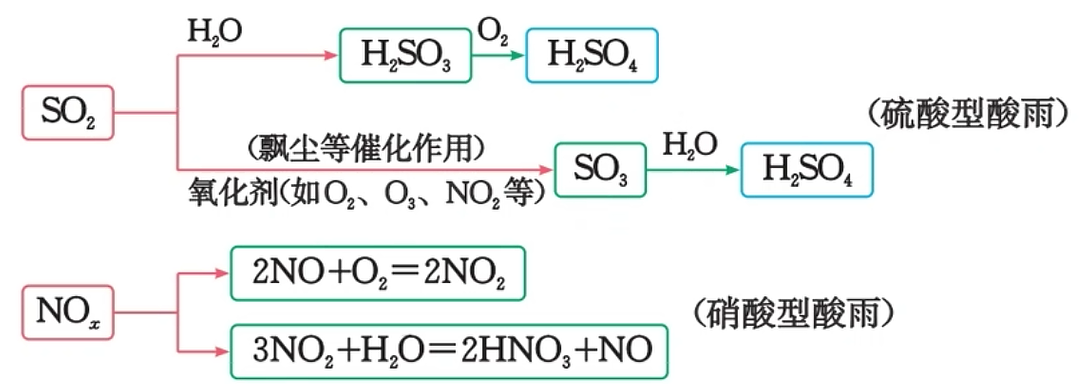 H₂O
O₂
H₂SO₃
H₂SO₄
SO₂
(硫酸型酸雨)
(飘尘等催化作用)
H₂O
SO₃
H₂SO₄
氧化剂(如O₂、O₃、NO₂等)
2NO+O₂=2NO₂
NOₓ
(硝酸型酸雨)
3NO₂+H₂O=2HNO₃+NO